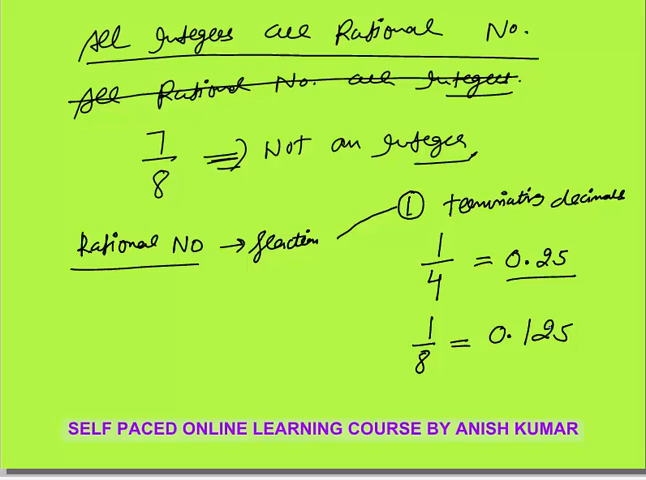 All Integers are Rational No.
All Rational No. are Integers.
7/8 => Not an Integer.
Rational NO → fraction
① terminating decimals
1/4 = 0.25
1/8 = 0.125
SELF PACED ONLINE LEARNING COURSE BY ANISH KUMAR